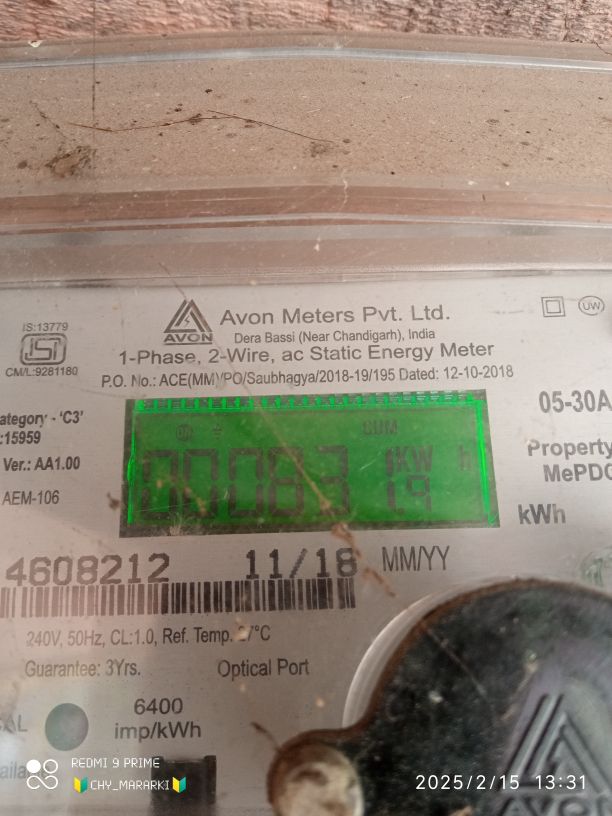 Avon Meters Pvt. Ltd.
AVON
Dera Bassi (Near Chandigarh), India
UW
IS:13779
ISI
CM/L:9281180
1-Phase, 2-Wire, ac Static Energy Meter
P.O. No.: ACE(MM)/PO/Saubhagya/2018-19/195 Dated: 12-10-2018
ategory - 'C3'
:15959
Ver.: AA1.00
AEM-106
CUM
00083
kW h
05-30A
Property
MePDC
kWh
4608212 11/18 MM/YY
240V, 50Hz, CL:1.0, Ref. Temp. 27°C
Guarantee: 3Yrs. Optical Port
6400
imp/kWh
AVON
REDMI 9 PRIME
CHY_MARARKI
2025/2/15 13:31